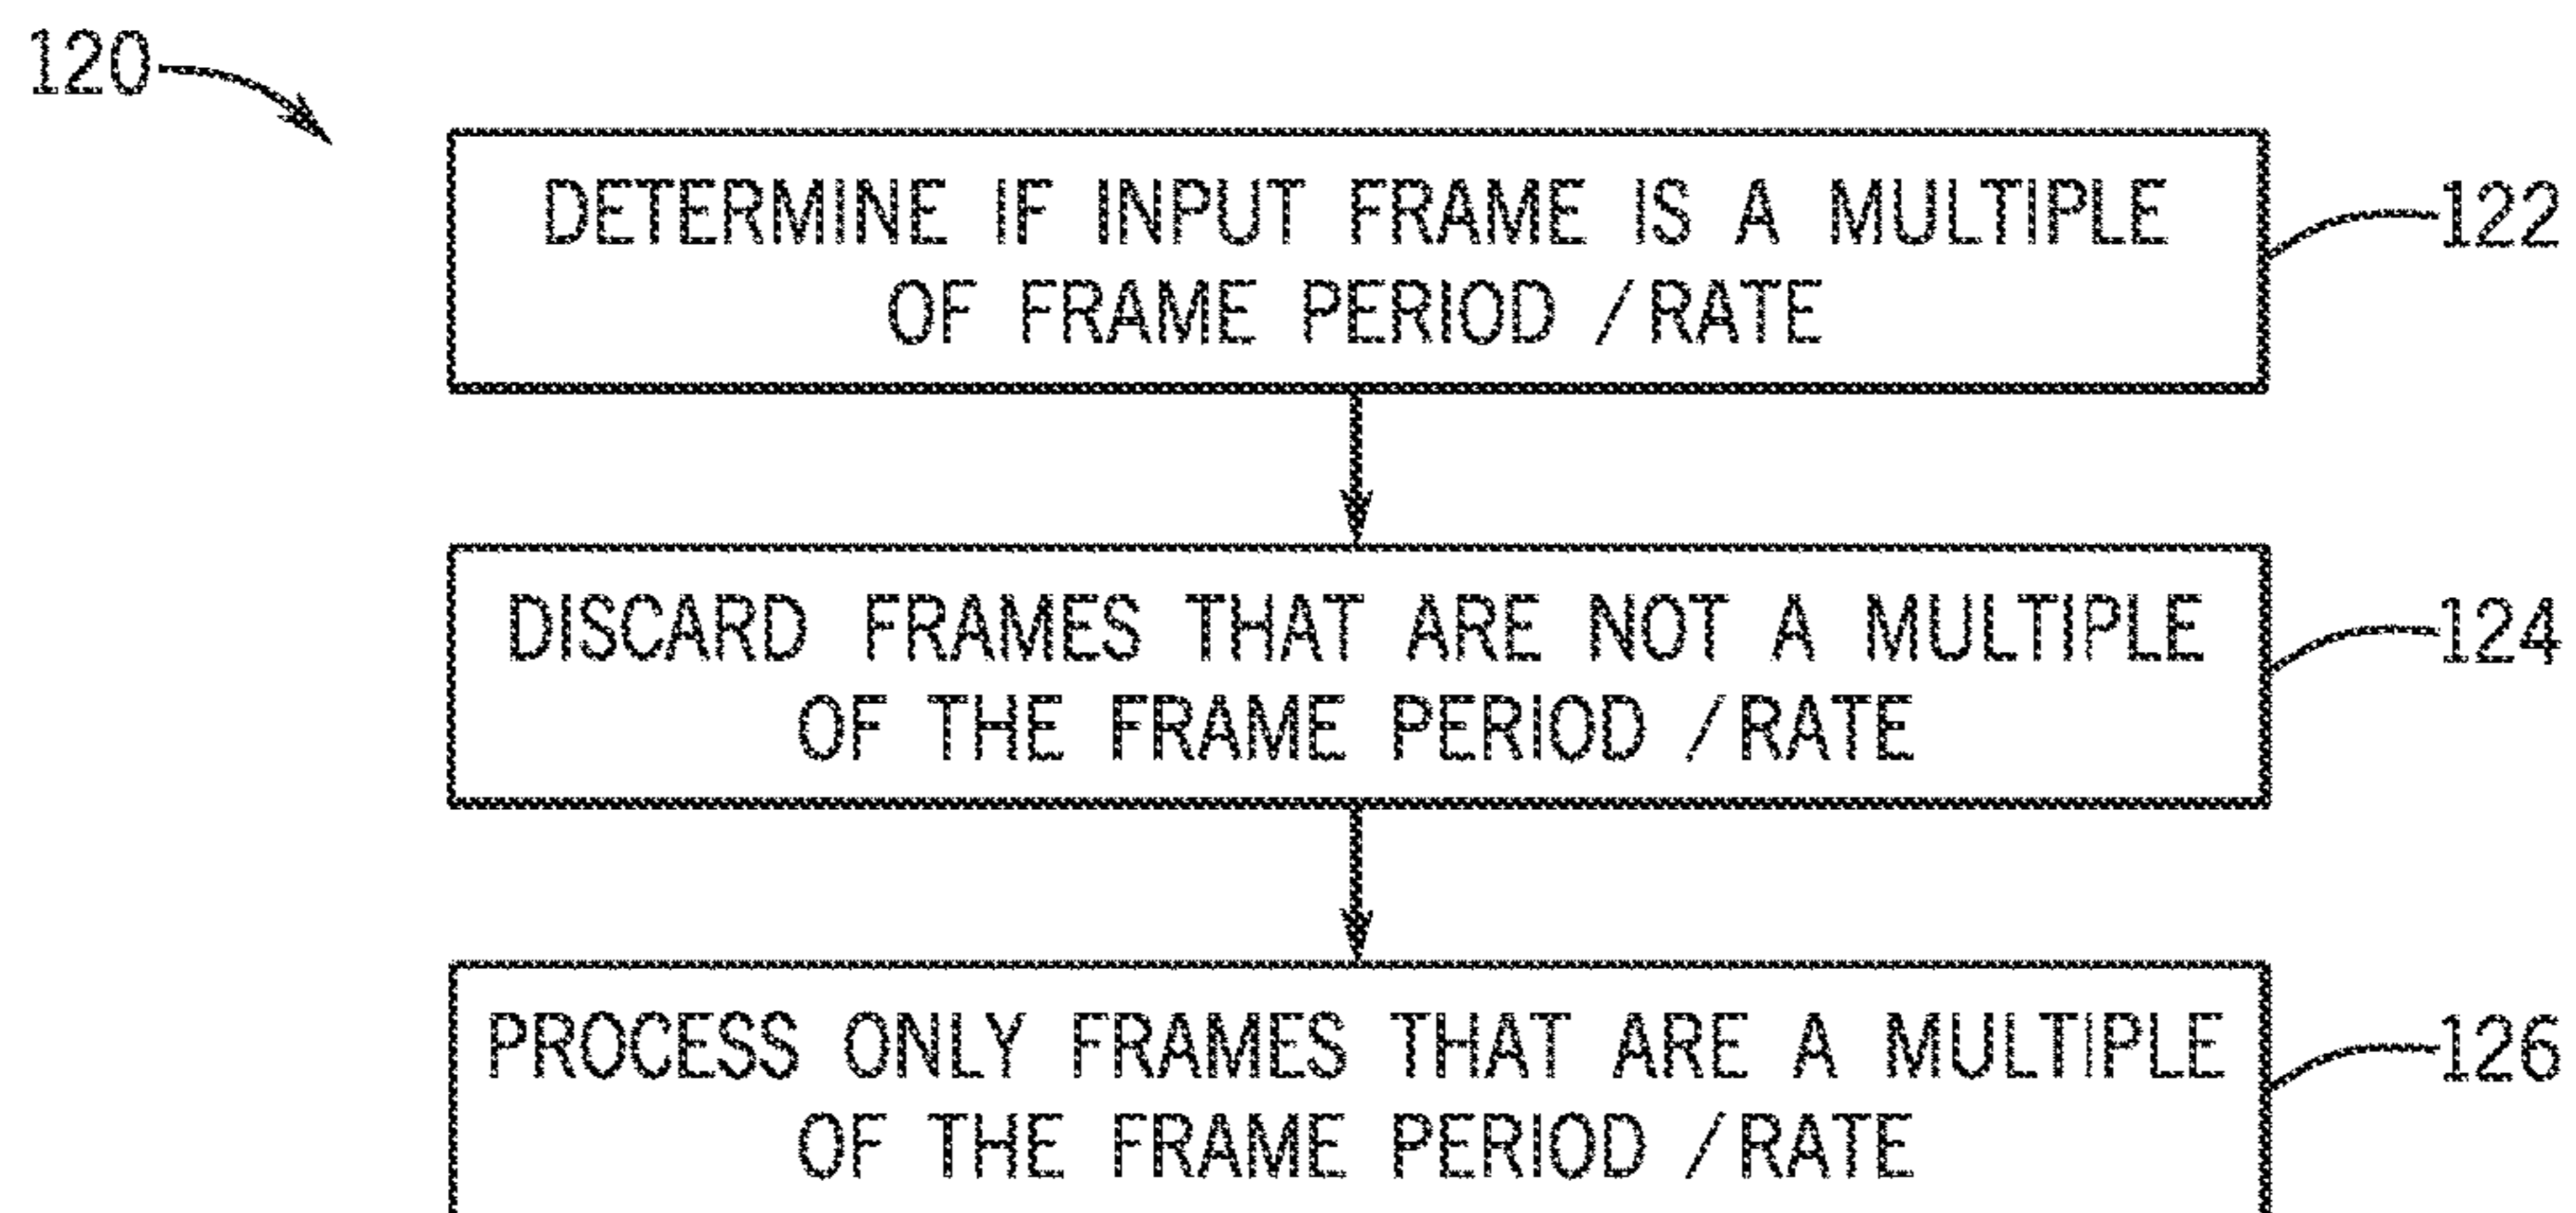 120
DETERMINE IF INPUT FRAME IS A MULTIPLE
OF FRAME PERIOD /RATE
122
DISCARD FRAMES THAT ARE NOT A MULTIPLE
OF THE FRAME PERIOD /RATE
124
PROCESS ONLY FRAMES THAT ARE A MULTIPLE
OF THE FRAME PERIOD /RATE
126